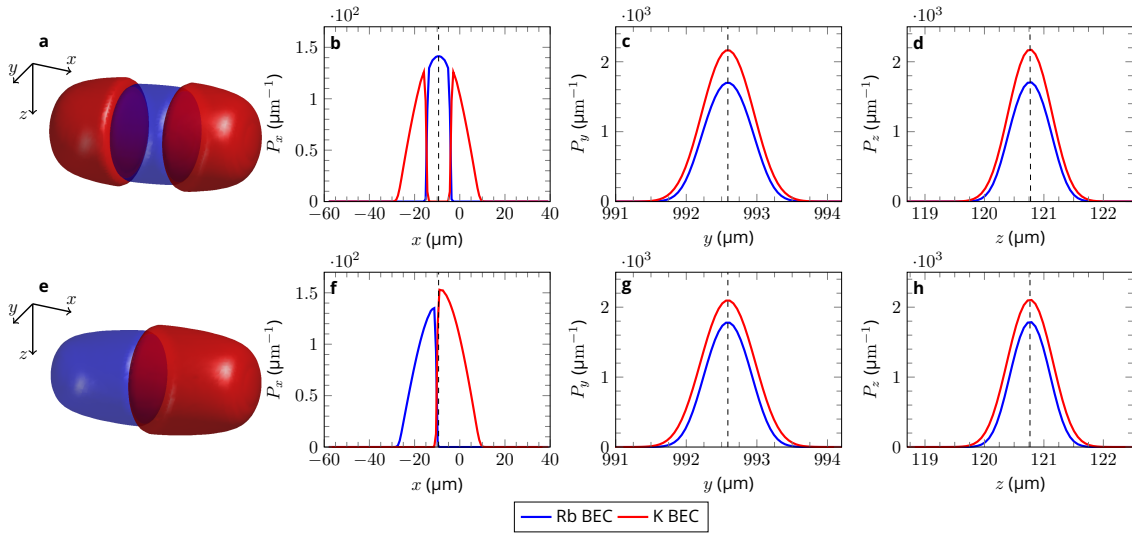 a
y
x
z
·10²
b
P_x (μm⁻¹)
0
0.5
1
1.5
−60
−40
−20
0
20
40
x (μm)
·10³
c
P_y (μm⁻¹)
0
1
2
991
992
993
994
y (μm)
·10³
d
P_z (μm⁻¹)
0
1
2
119
120
121
122
z (μm)
e
y
x
z
·10²
f
P_x (μm⁻¹)
0
0.5
1
1.5
−60
−40
−20
0
20
40
x (μm)
·10³
g
P_y (μm⁻¹)
0
1
2
991
992
993
994
y (μm)
·10³
h
P_z (μm⁻¹)
0
1
2
119
120
121
122
z (μm)
Rb BEC K BEC